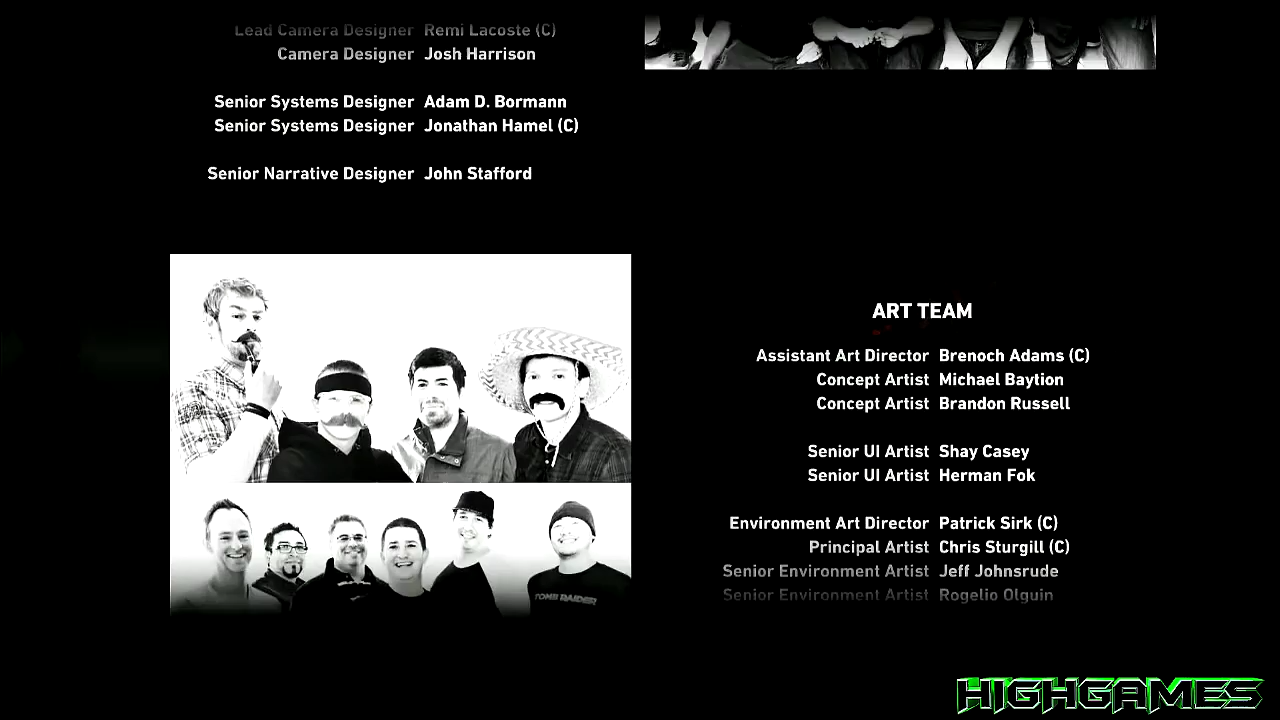 Lead Camera Designer Remi Lacoste (C)
Camera Designer Josh Harrison
Senior Systems Designer Adam D. Bormann
Senior Systems Designer Jonathan Hamel (C)
Senior Narrative Designer John Stafford
ART TEAM
Assistant Art Director Brenoch Adams (C)
Concept Artist Michael Baytion
Concept Artist Brandon Russell
Senior UI Artist Shay Casey
Senior UI Artist Herman Fok
Environment Art Director Patrick Sirk (C)
Principal Artist Chris Sturgill (C)
Senior Environment Artist Jeff Johnsrude
Senior Environment Artist Rogelio Olguin
TOMB RAIDER
HIGHGAMES